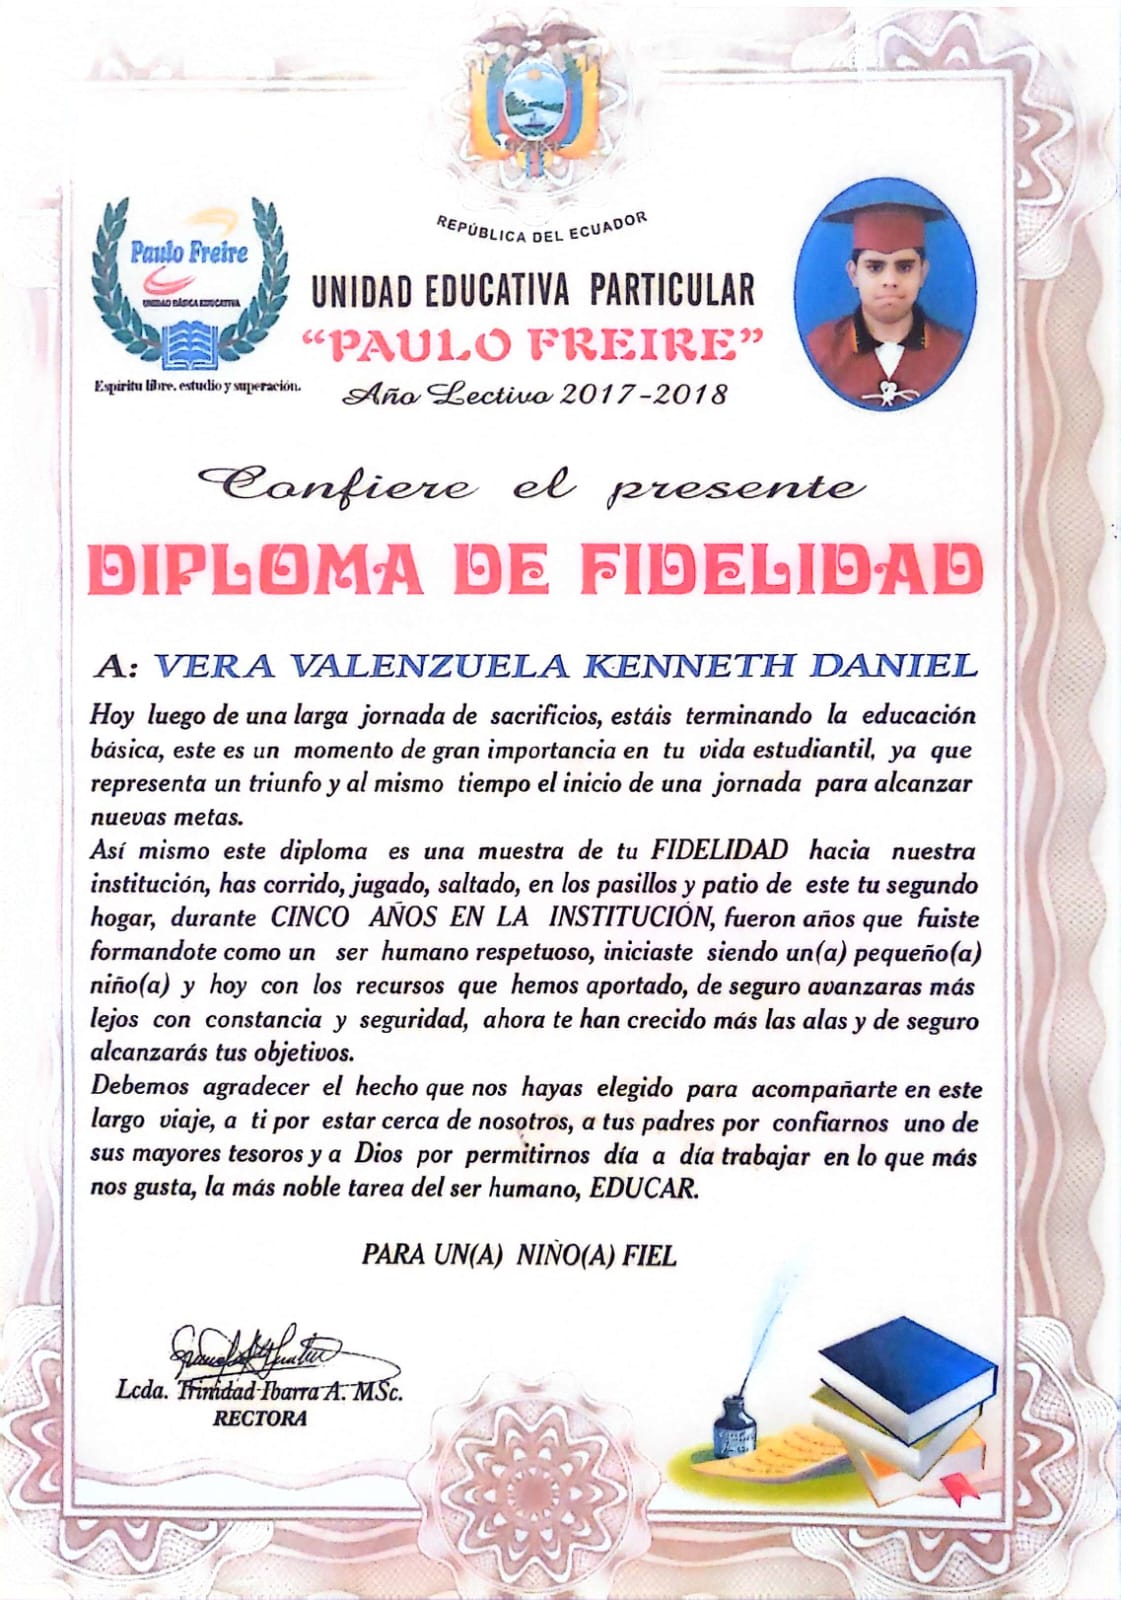 REPÚBLICA DEL ECUADOR
Paulo Freire
UNIDAD BÁSICA EDUCATIVA
Espíritu libre, estudio y superación.
UNIDAD EDUCATIVA PARTICULAR
“PAULO FREIRE”
Año Lectivo 2017-2018
Confiere el presente
DIPLOMA DE FIDELIDAD
A: VERA VALENZUELA KENNETH DANIEL
Hoy luego de una larga jornada de sacrificios, estáis terminando la educación
básica, este es un momento de gran importancia en tu vida estudiantil, ya que
representa un triunfo y al mismo tiempo el inicio de una jornada para alcanzar
nuevas metas.
Así mismo este diploma es una muestra de tu FIDELIDAD hacia nuestra
institución, has corrido, jugado, saltado, en los pasillos y patio de este tu segundo
hogar, durante CINCO AÑOS EN LA INSTITUCIÓN, fueron años que fuiste
formandote como un ser humano respetuoso, iniciaste siendo un(a) pequeño(a)
niño(a) y hoy con los recursos que hemos aportado, de seguro avanzaras más
lejos con constancia y seguridad, ahora te han crecido más las alas y de seguro
alcanzarás tus objetivos.
Debemos agradecer el hecho que nos hayas elegido para acompañarte en este
largo viaje, a ti por estar cerca de nosotros, a tus padres por confiarnos uno de
sus mayores tesoros y a Dios por permitirnos día a día trabajar en lo que más
nos gusta, la más noble tarea del ser humano, EDUCAR.
PARA UN(A) NIÑO(A) FIEL
Lcda. Trinidad Ibarra A. MSc.
RECTORA